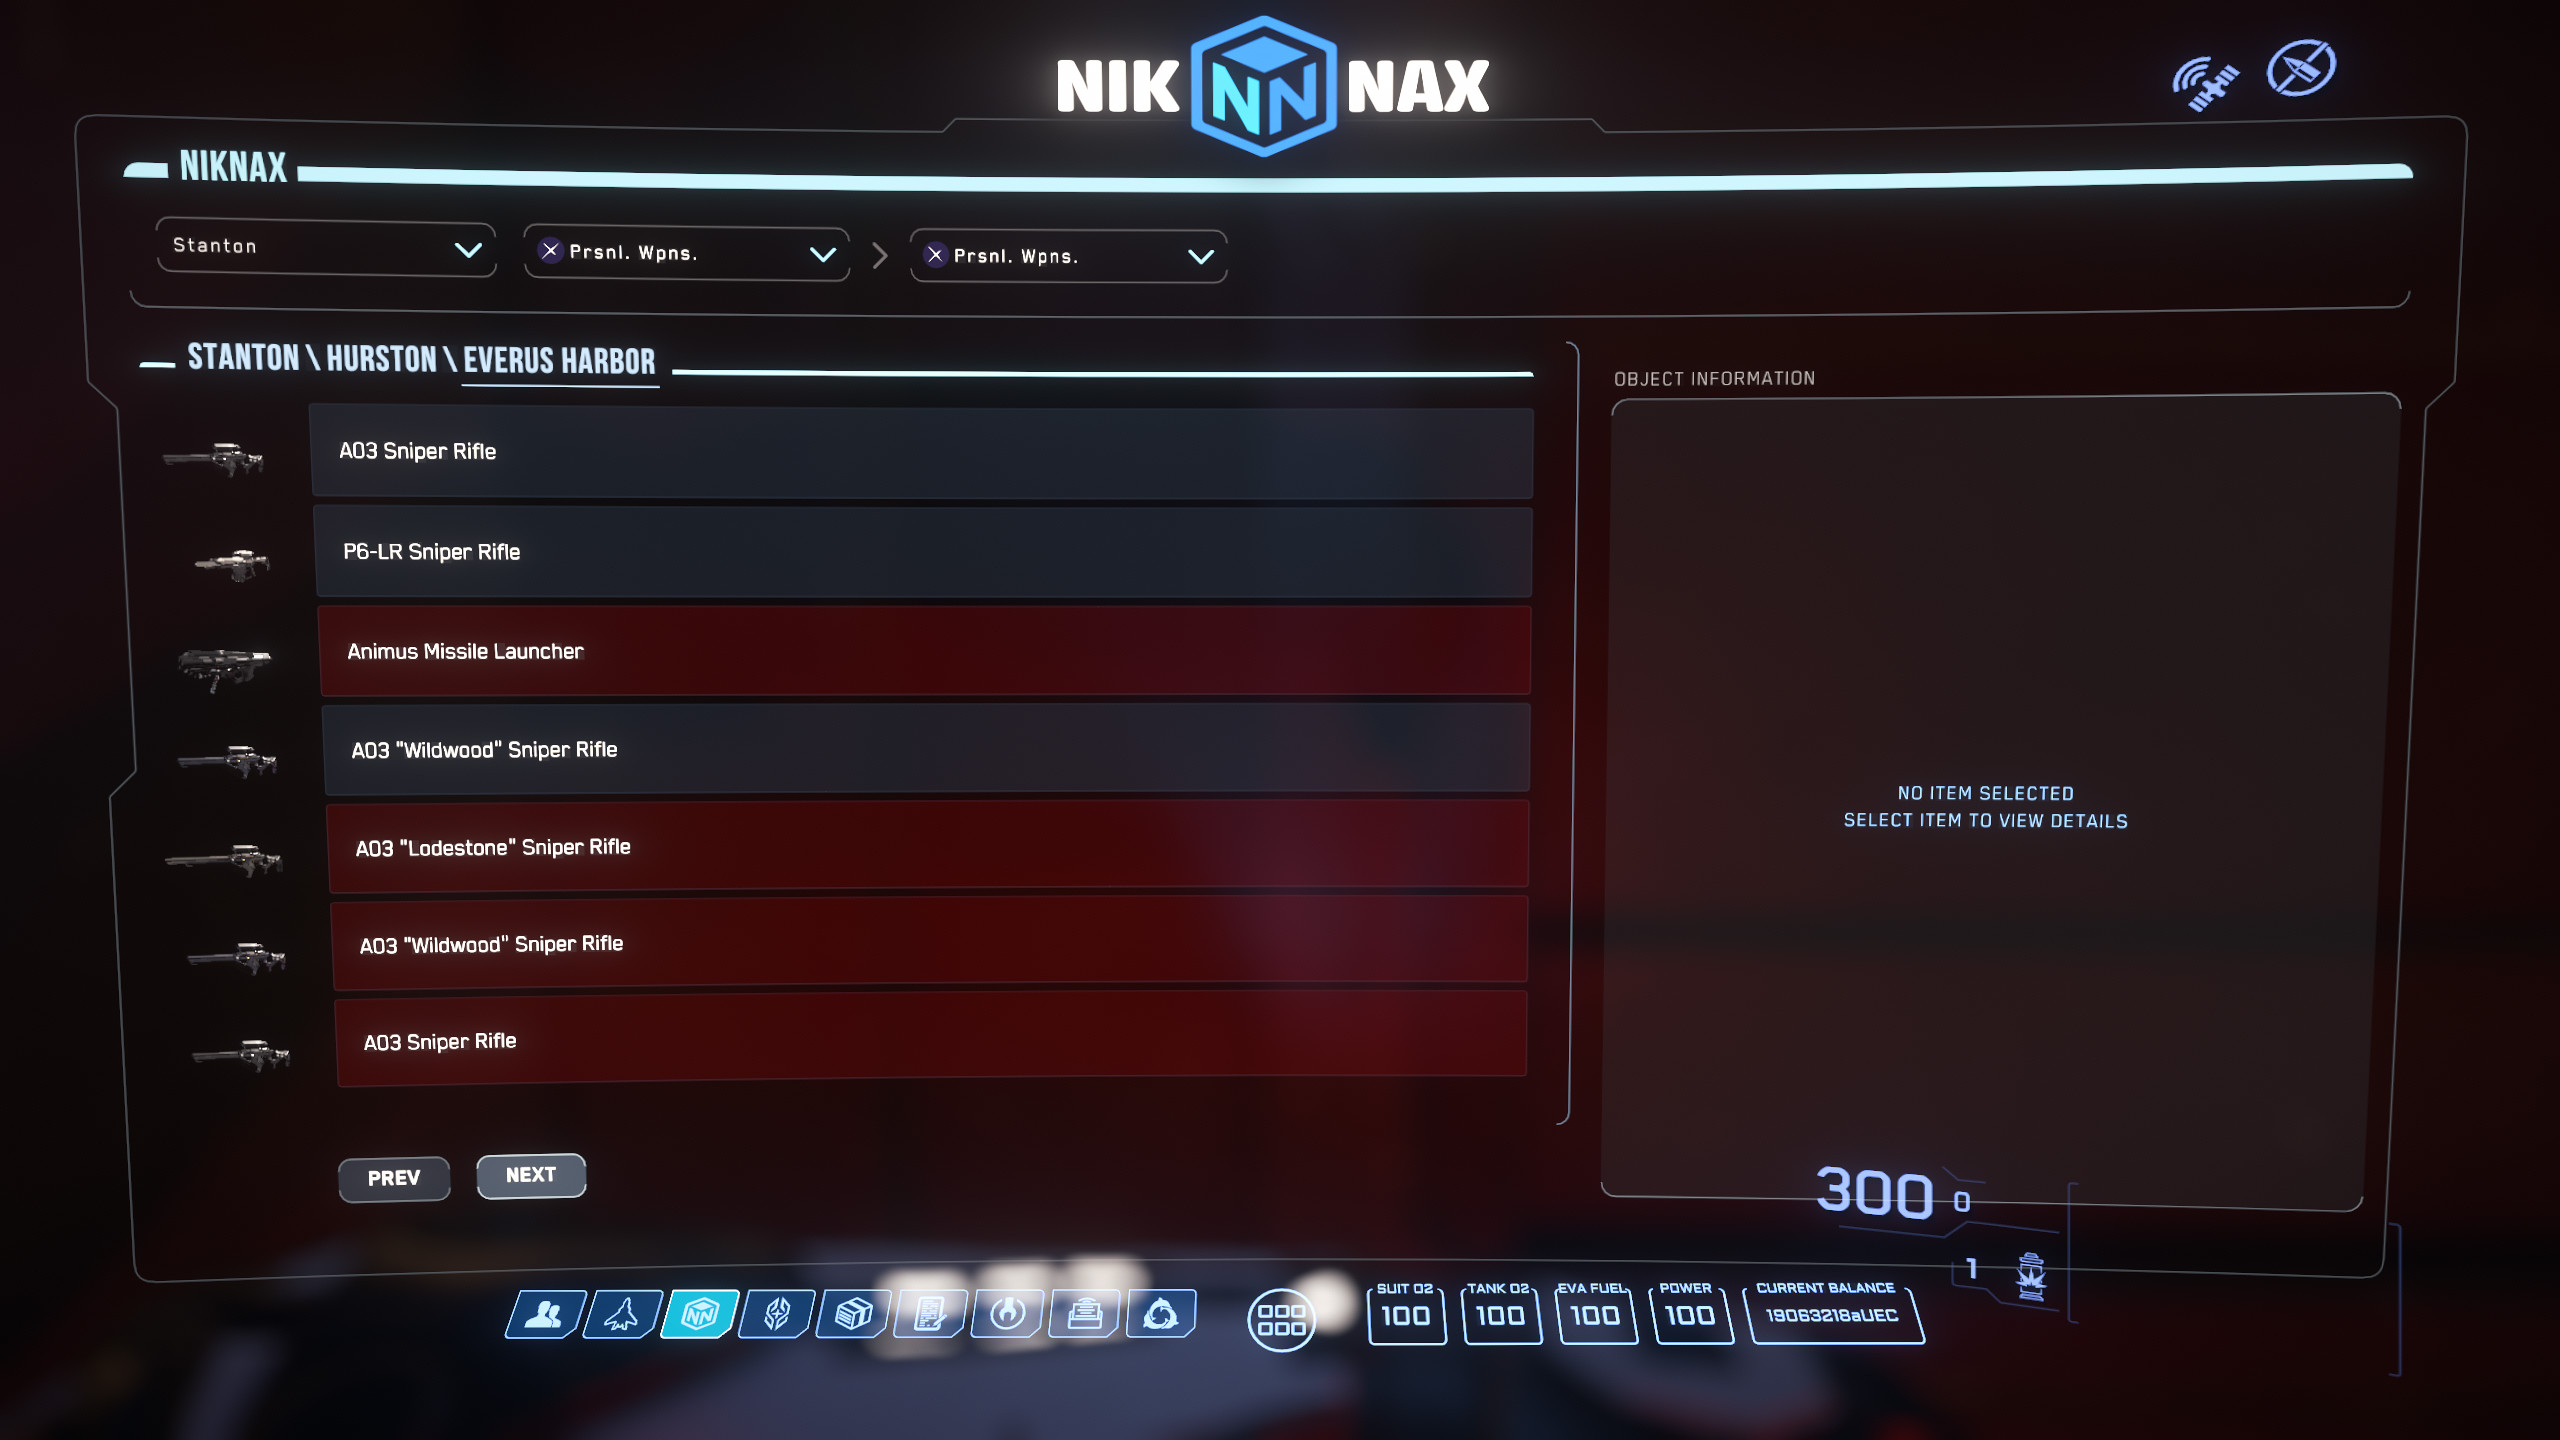 NIK NN NAX
NIKNAX
Stanton
Prsnl. Wpns.
Prsnl. Wpns.
STANTON \ HURSTON \ EVERUS HARBOR
OBJECT INFORMATION
A03 Sniper Rifle
P6-LR Sniper Rifle
Animus Missile Launcher
A03 "Wildwood" Sniper Rifle
A03 "Lodestone" Sniper Rifle
A03 "Wildwood" Sniper Rifle
A03 Sniper Rifle
NO ITEM SELECTED
SELECT ITEM TO VIEW DETAILS
PREV
NEXT
300 0
1
NN
SUIT O2
100
TANK O2
100
EVA FUEL
100
POWER
100
CURRENT BALANCE
19063218aUEC